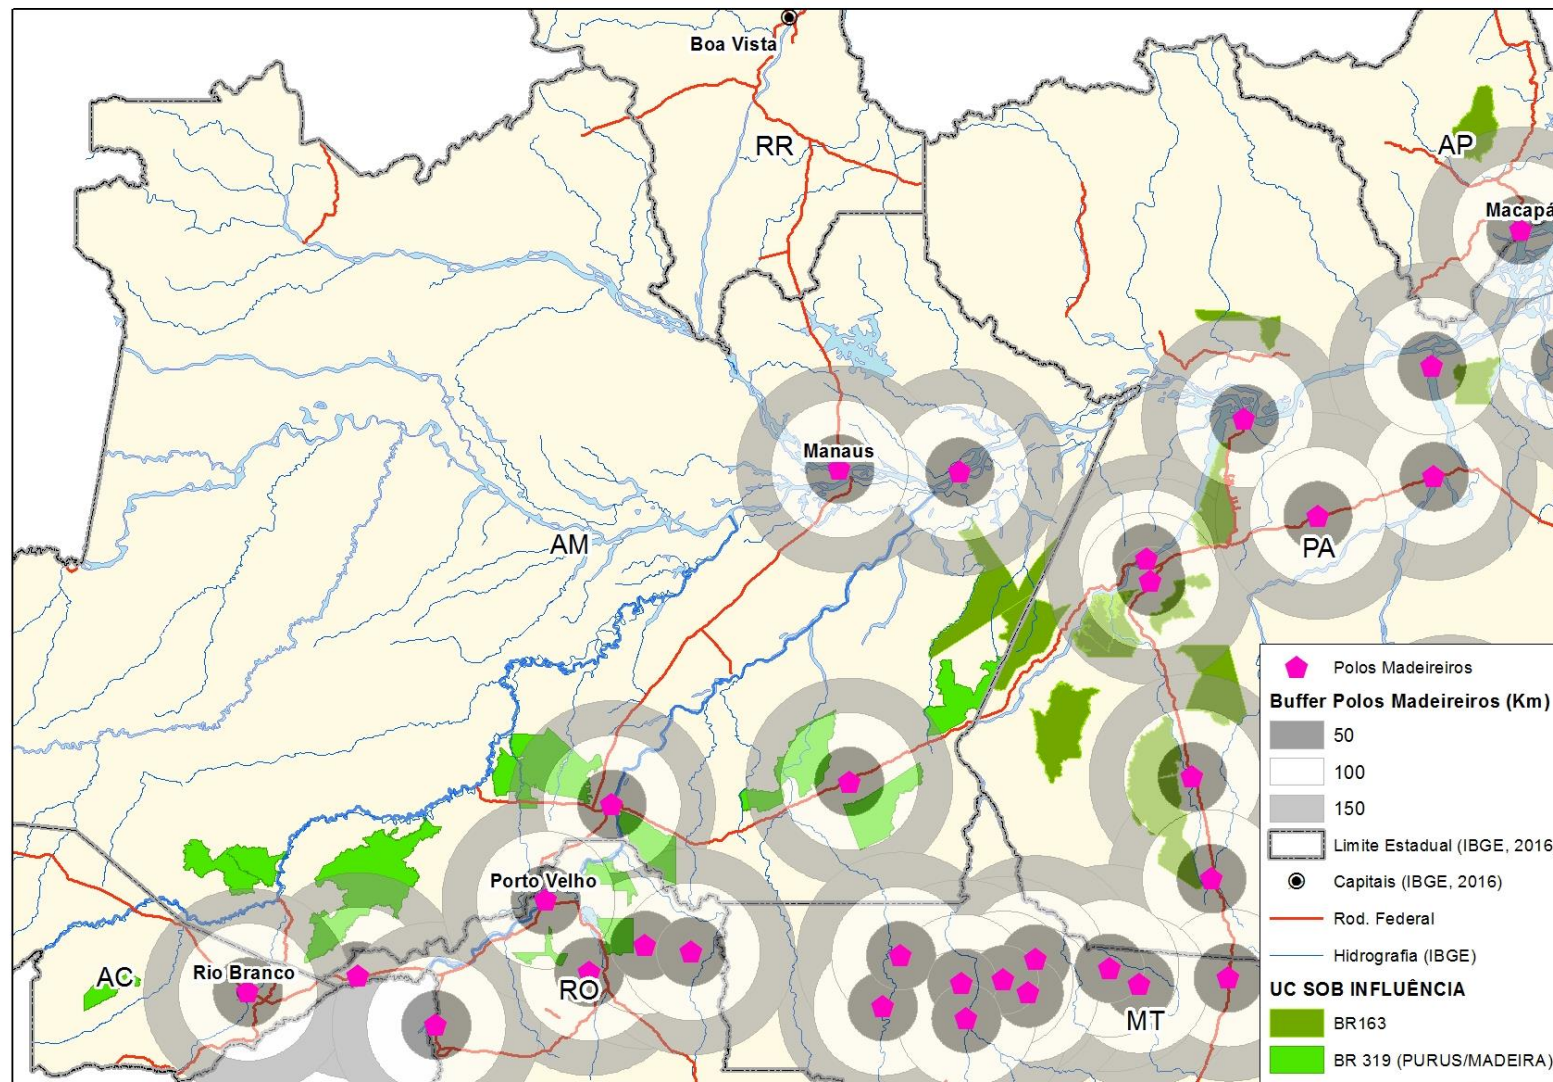 Boa Vista
RR
AP
Macapá
Manaus
AM
PA
Porto Velho
AC
Rio Branco
RO
MT
Polos Madeireiros
Buffer Polos Madeireiros (Km)
50
100
150
Limite Estadual (IBGE, 2016
Capitais (IBGE, 2016)
Rod. Federal
Hidrografia (IBGE)
UC SOB INFLUÊNCIA
BR163
BR 319 (PURUS/MADEIRA)